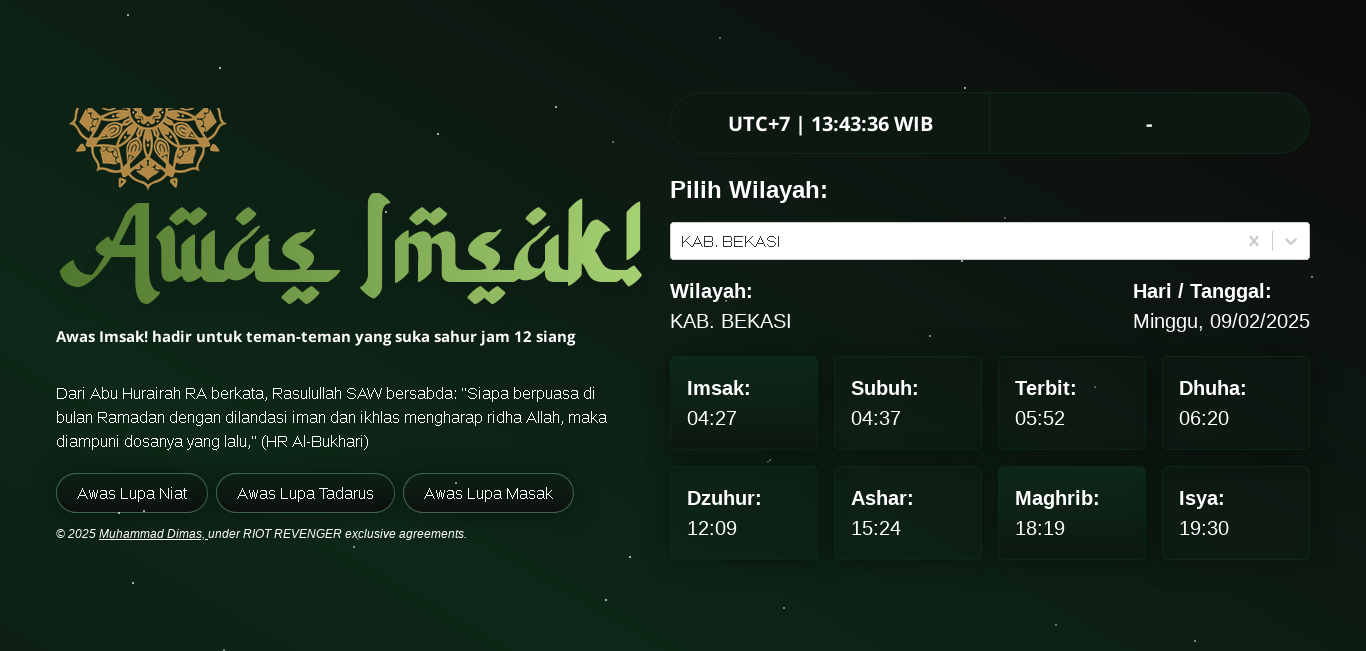 Awas Imsak!
Awas Imsak! hadir untuk teman-teman yang suka sahur jam 12 siang
Dari Abu Hurairah RA berkata, Rasulullah SAW bersabda: "Siapa berpuasa di
bulan Ramadan dengan dilandasi iman dan ikhlas mengharap ridha Allah, maka
diampuni dosanya yang lalu," (HR Al-Bukhari)
Awas Lupa Niat
Awas Lupa Tadarus
Awas Lupa Masak
© 2025 Muhammad Dimas, under RIOT REVENGER exclusive agreements.
UTC+7 | 13:43:36 WIB
-
Pilih Wilayah:
KAB. BEKASI
Wilayah:
KAB. BEKASI
Hari / Tanggal:
Minggu, 09/02/2025
Imsak:
04:27
Subuh:
04:37
Terbit:
05:52
Dhuha:
06:20
Dzuhur:
12:09
Ashar:
15:24
Maghrib:
18:19
Isya:
19:30